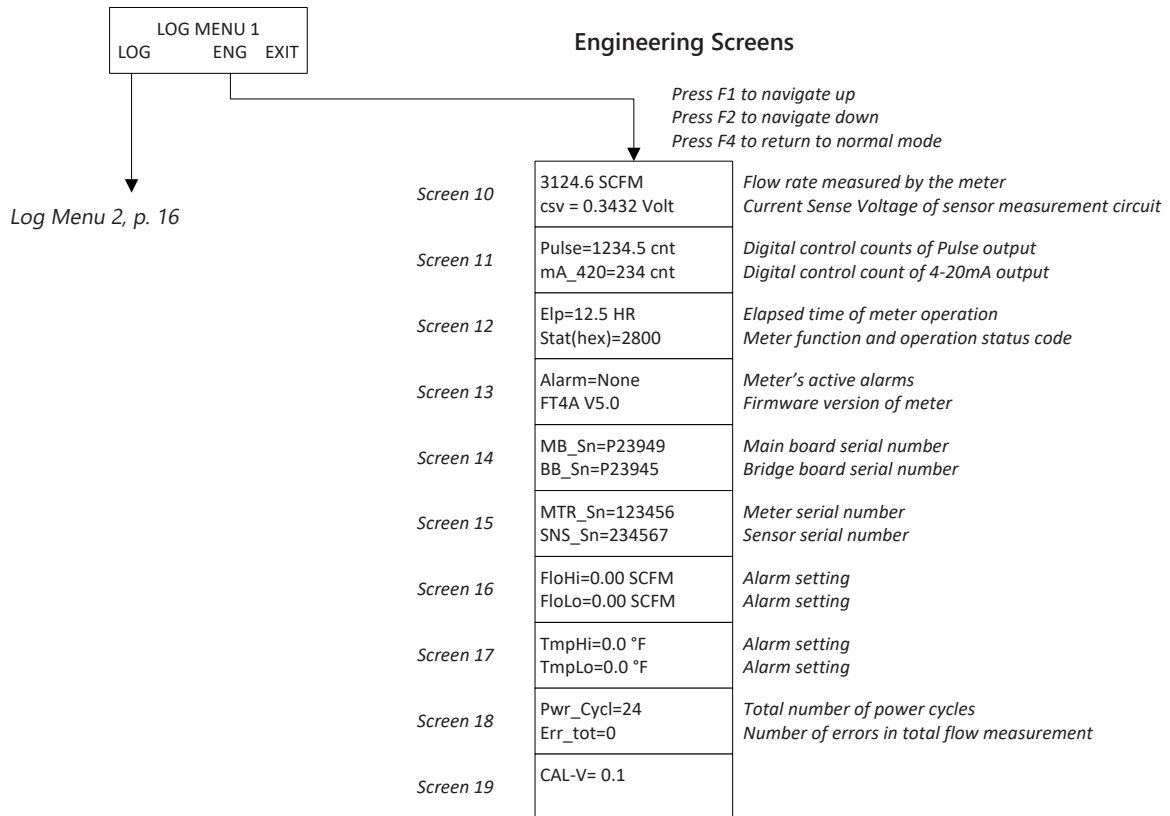 LOG MENU 1
LOG ENG EXIT
Engineering Screens
Press F1 to navigate up
Press F2 to navigate down
Press F4 to return to normal mode
Log Menu 2, p. 16
Screen 10
3124.6 SCFM
Flow rate measured by the meter
csv = 0.3432 Volt
Current Sense Voltage of sensor measurement circuit
Screen 11
Pulse=1234.5 cnt
Digital control counts of Pulse output
mA_420=234 cnt
Digital control count of 4-20mA output
Screen 12
Elp=12.5 HR
Elapsed time of meter operation
Stat(hex)=2800
Meter function and operation status code
Screen 13
Alarm=None
Meter’s active alarms
FT4A V5.0
Firmware version of meter
Screen 14
MB_Sn=P23949
Main board serial number
BB_Sn=P23945
Bridge board serial number
Screen 15
MTR_Sn=123456
Meter serial number
SNS_Sn=234567
Sensor serial number
Screen 16
FloHi=0.00 SCFM
Alarm setting
FloLo=0.00 SCFM
Alarm setting
Screen 17
TmpHi=0.0 °F
Alarm setting
TmpLo=0.0 °F
Alarm setting
Screen 18
Pwr_Cycl=24
Total number of power cycles
Err_tot=0
Number of errors in total flow measurement
Screen 19
CAL-V= 0.1